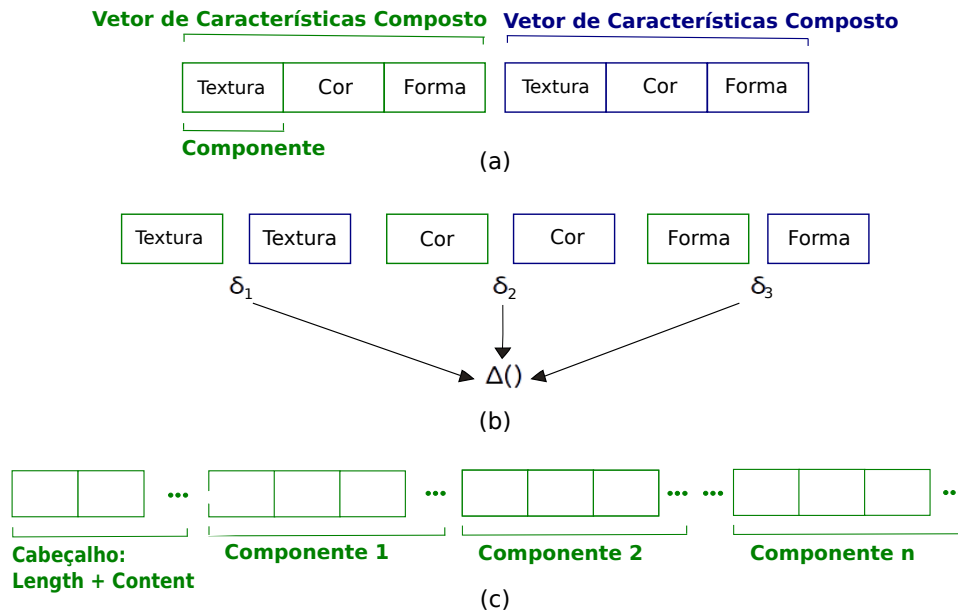 Vetor de Características Composto
Vetor de Características Composto
Textura Cor Forma Textura Cor Forma
Componente
(a)
Textura Textura Cor Cor Forma Forma
δ1 δ2 δ3
Δ()
(b)
... ... ... ... ...
Cabeçalho:
Length + Content
Componente 1
Componente 2
Componente n
(c)